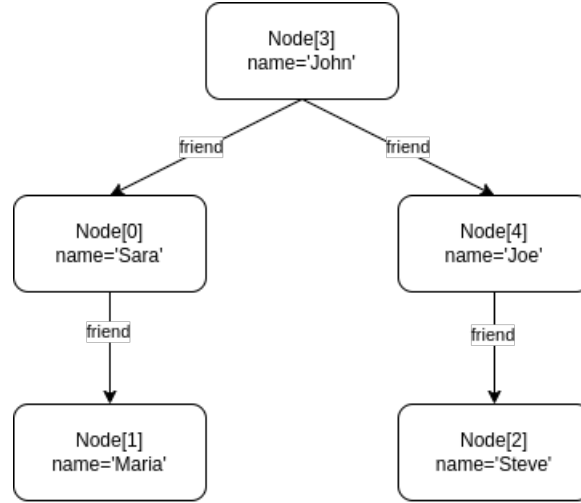 Node[3]
name='John'
friend
friend
Node[0]
name='Sara'
Node[4]
name='Joe'
friend
friend
Node[1]
name='Maria'
Node[2]
name='Steve'